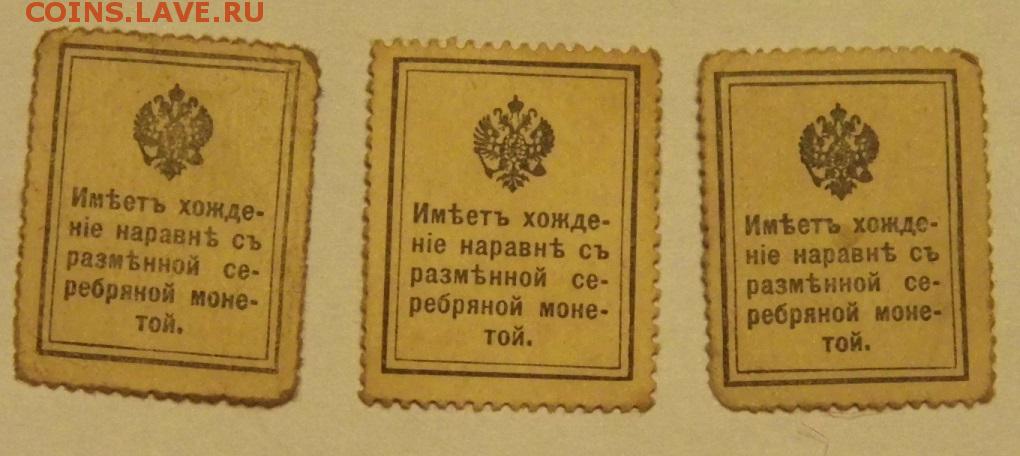 COINS.LAVE.RU
Имѣетъ хожде-
ніе наравнѣ съ
размѣнной се-
ребряной моне-
той.
Имѣетъ хожде-
ніе наравнѣ съ
размѣнной се-
ребряной моне-
той.
Имѣетъ хожде-
ніе наравнѣ съ
размѣнной се-
ребряной моне-
той.